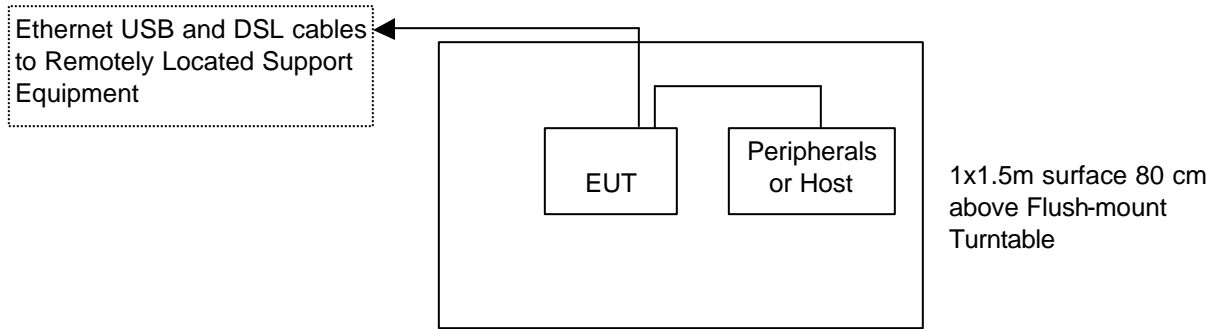 Ethernet USB and DSL cables
to Remotely Located Support
Equipment
EUT
Peripherals
or Host
1x1.5m surface 80 cm
above Flush-mount
Turntable